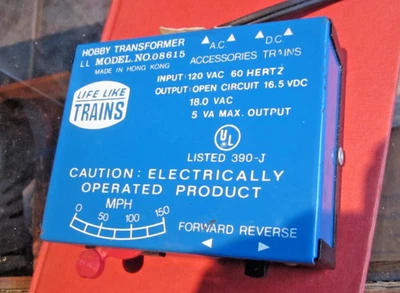 HOBBY TRANSFORMER
LL MODEL.NO.08615
MADE IN HONG KONG
A.C. D.C.
ACCESSORIES TRAINS
INPUT: 120 VAC 60 HERTZ
OUTPUT: OPEN CIRCUIT 16.5 VDC
18.0 VAC
5 VA MAX. OUTPUT
LIFE LIKE
TRAINS
UL
LISTED 390-J
CAUTION: ELECTRICALLY
OPERATED PRODUCT
MPH
0 50 100 150
FORWARD REVERSE